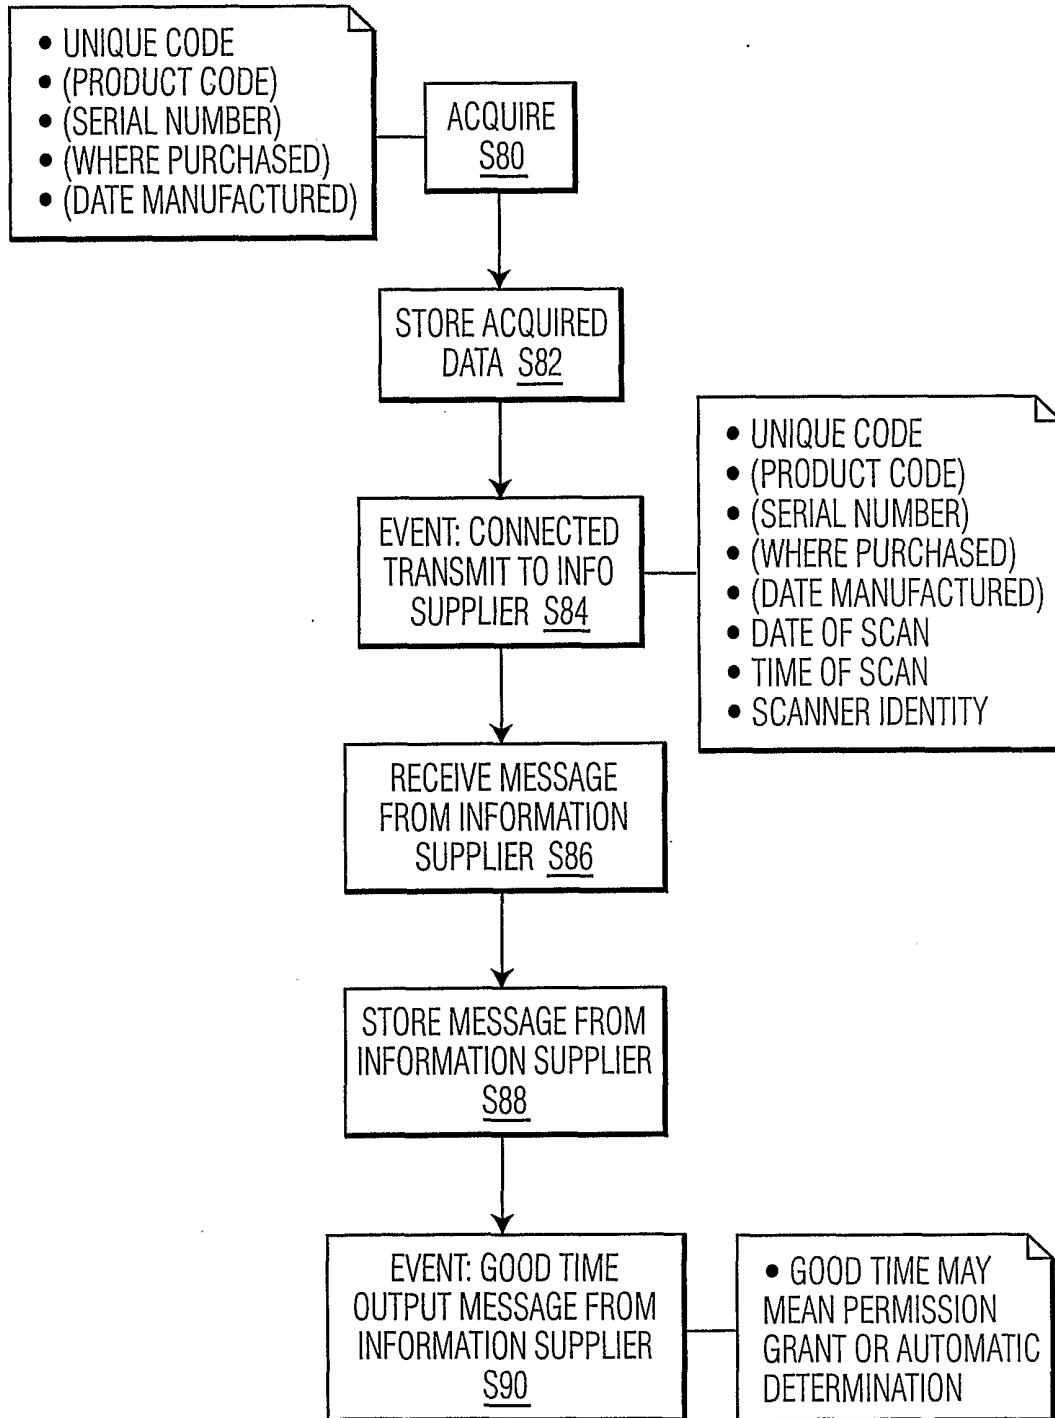 • UNIQUE CODE
• (PRODUCT CODE)
• (SERIAL NUMBER)
• (WHERE PURCHASED)
• (DATE MANUFACTURED)
ACQUIRE
S80
STORE ACQUIRED
DATA S82
EVENT: CONNECTED
TRANSMIT TO INFO
SUPPLIER S84
• UNIQUE CODE
• (PRODUCT CODE)
• (SERIAL NUMBER)
• (WHERE PURCHASED)
• (DATE MANUFACTURED)
• DATE OF SCAN
• TIME OF SCAN
• SCANNER IDENTITY
RECEIVE MESSAGE
FROM INFORMATION
SUPPLIER S86
STORE MESSAGE FROM
INFORMATION SUPPLIER
S88
EVENT: GOOD TIME
OUTPUT MESSAGE FROM
INFORMATION SUPPLIER
S90
• GOOD TIME MAY
MEAN PERMISSION
GRANT OR AUTOMATIC
DETERMINATION